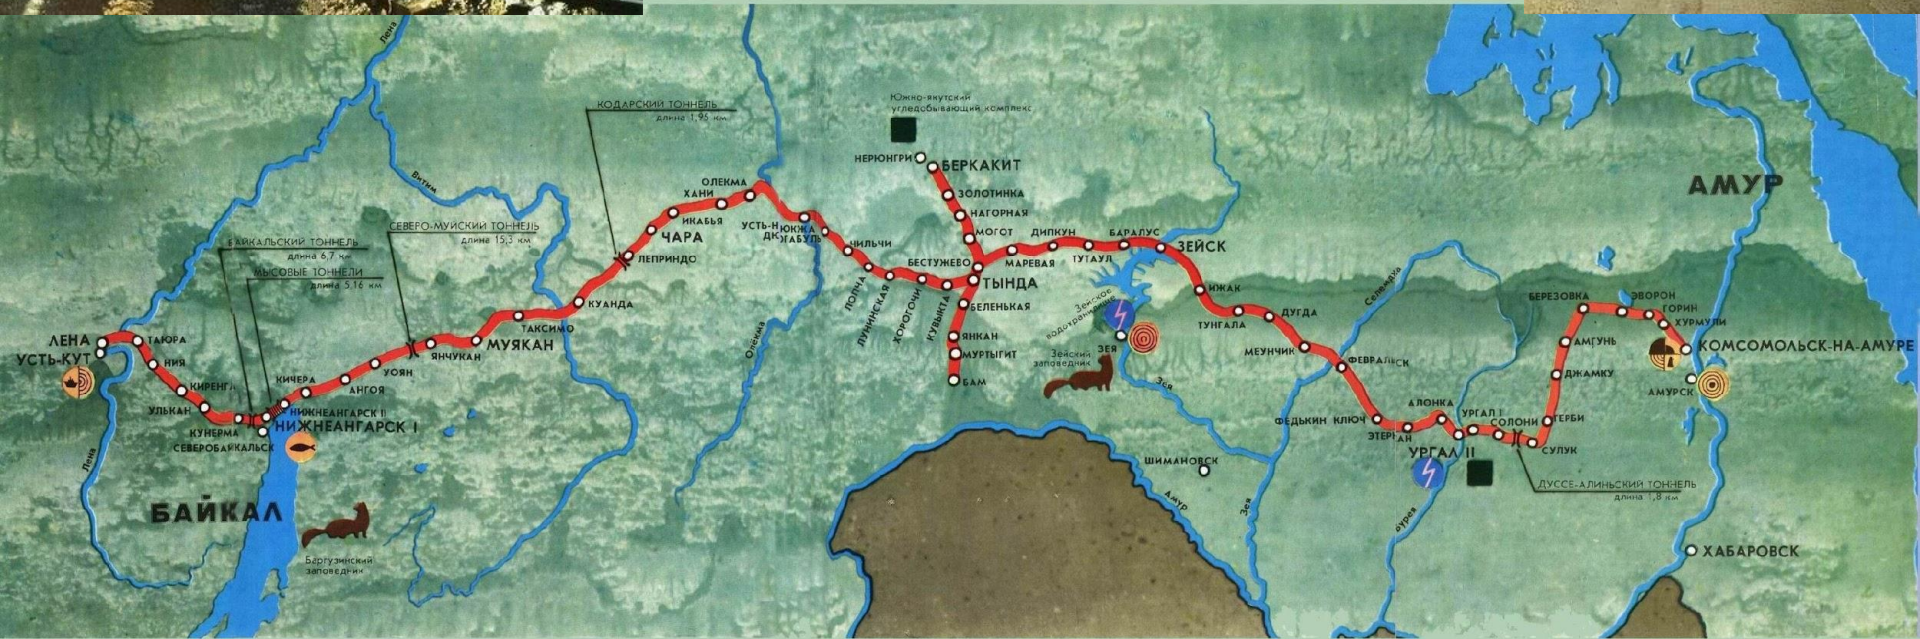 Лена
Витим
КОДАРСКИЙ ТОННЕЛЬ
длина 1,95 км
СЕВЕРО-МУЙСКИЙ ТОННЕЛЬ
длина 15,3 км
БАЙКАЛЬСКИЙ ТОННЕЛЬ
длина 6,7 км
МЫСОВЫЕ ТОННЕЛИ
длина 5,16 км
ЛЕНА
УСТЬ-КУТ
ТАЮРА
НИЯ
УЛЬКАН
КУНЕРМА
СЕВЕРОБАЙКАЛЬСК
НИЖНЕАНГАРСК II
НИЖНЕАНГАРСК I
КИЧЕРА
АНГОЯ
УОЯН
ЯНЧУКАН
МУЯКАН
ТАКСИМО
КУАНДА
ЛЕПРИНДО
ЧАРА
ИКАБЬЯ
ХАНИ
ОЛЕКМА
ЧИЛЬЧИ
ЛОПЧА
ЛУНИНСКАЯ
ХОРОГОЧИ
КУВЫКТА
БЕСТУЖЕВО
ТЫНДА
Лена
БАЙКАЛ
Баргузинский
заповедник
Олекма
Южно-якутский
угледобывающий комплекс
НЕРЮНГРИ
БЕРКАКИТ
ЗОЛОТИНКА
НАГОРНАЯ
МОГОТ
БЕЛЕНЬКАЯ
ЯНКАН
МУРТЫГИТ
БАМ
МАРЕВАЯ
ДИПКУН
ТУТАУЛ
БАРАЛУС
ЗЕЙСК
Зейское
водохранилище
ЗЕЯ
Зейский
заповедник
Зея
ИЖАК
ТУНГАЛА
ДУГДА
МЕУНЧИК
ФЕВРАЛЬСК
Селемджа
ФЕДЬКИН КЛЮЧ
АЛОНКА
УРГАЛ I
УРГАЛ II
СОЛОНИ
СУЛУК
ГЕРБИ
ДЖАМКУ
АМГУНЬ
БЕРЕЗОВКА
ЭВОРОН
ГОРИН
ХУРМУЛИ
КОМСОМОЛЬСК-НА-АМУРЕ
АМУРСК
ДУССЕ-АЛИНЬСКИЙ ТОННЕЛЬ
длина 1,8 км
ШИМАНОВСК
Амур
Зея
Бурея
АМУР
ХАБАРОВСК